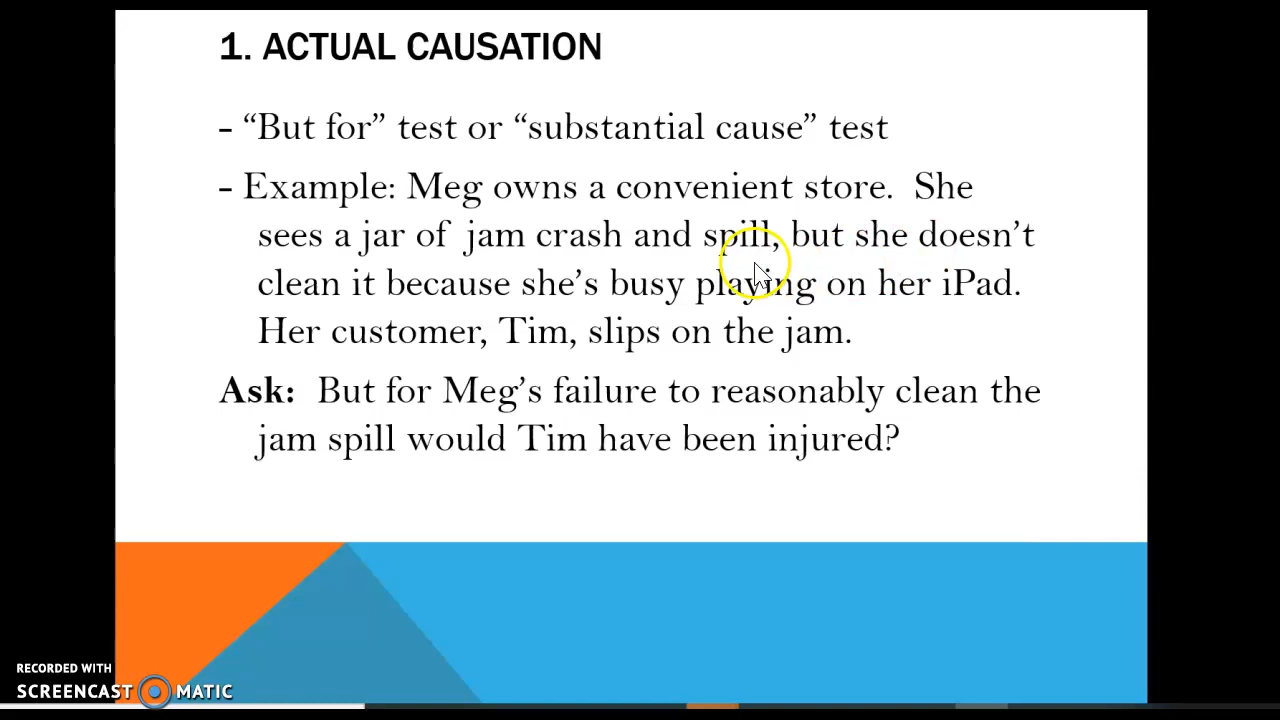 1. ACTUAL CAUSATION
- “But for” test or “substantial cause” test
- Example: Meg owns a convenient store. She
sees a jar of jam crash and spill, but she doesn’t
clean it because she’s busy playing on her iPad.
Her customer, Tim, slips on the jam.
Ask: But for Meg’s failure to reasonably clean the
jam spill would Tim have been injured?
RECORDED WITH
SCREENCAST MATIC